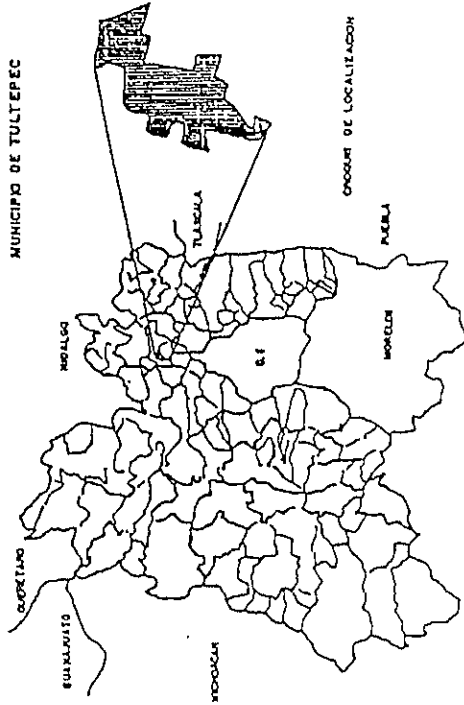 MUNICIPIO DE TULTEPEC
QUERETARO
HIDALGO
GUANAJUATO
TLAXCALA
MICHOACAN
D.F
CROQUIS DE LOCALIZACION
PUEBLA
MORELOS